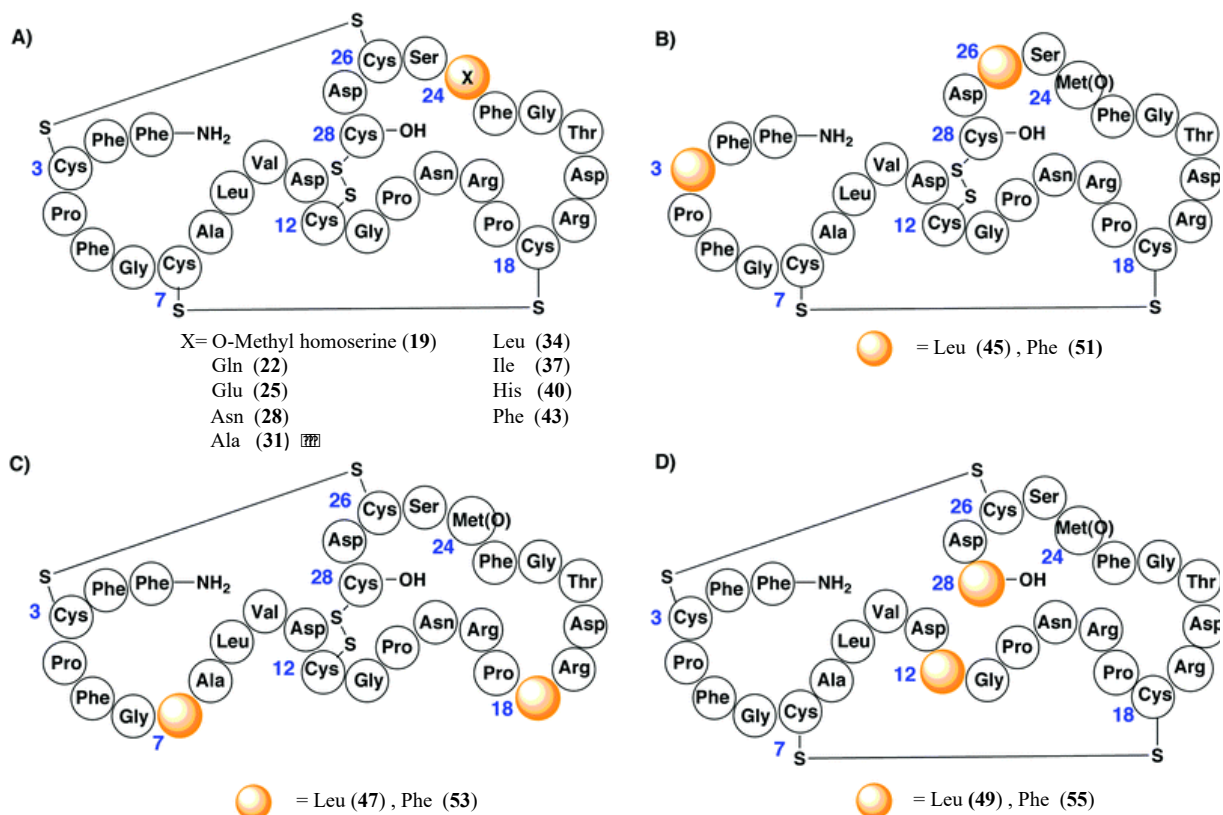 A)
S
26 Cys Ser X
24
Asp Phe Gly Thr
S
Phe Phe NH₂ 28 Cys OH
3 Cys Val S Asp
Leu Asp S Asn Arg
Pro Ala 12 Cys Gly Pro Pro Arg
Phe Gly Cys 18 Cys
7
S S
X= O-Methyl homoserine (19) Leu (34)
Gln (22) Ile (37)
Glu (25) His (40)
Asn (28) Phe (43)
Ala (31)
B)
26 Ser
Met(O)
24
Asp Phe Gly Thr
Phe Phe NH₂ 28 Cys OH
3 Val S Asp
Leu Asp S Asn Arg
Pro Ala 12 Cys Gly Pro Pro Arg
Phe Gly Cys 18 Cys
7
S S
= Leu (45) , Phe (51)
C)
S
26 Cys Ser Met(O)
24
Asp Phe Gly Thr
S
Phe Phe NH₂ 28 Cys OH
3 Cys Val S Asp
Leu Asp S Asn Arg
Pro Ala 12 Cys Gly Pro Pro Arg
Phe Gly 18
7
= Leu (47) , Phe (53)
D)
S
26 Cys Ser Met(O)
24
Asp Phe Gly Thr
S
Phe Phe NH₂ 28 OH
3 Cys Val Asp
Leu Asp Asn Arg
Pro Ala 12 Gly Pro Pro Arg
Phe Gly Cys 18 Cys
7
S S
= Leu (49) , Phe (55)